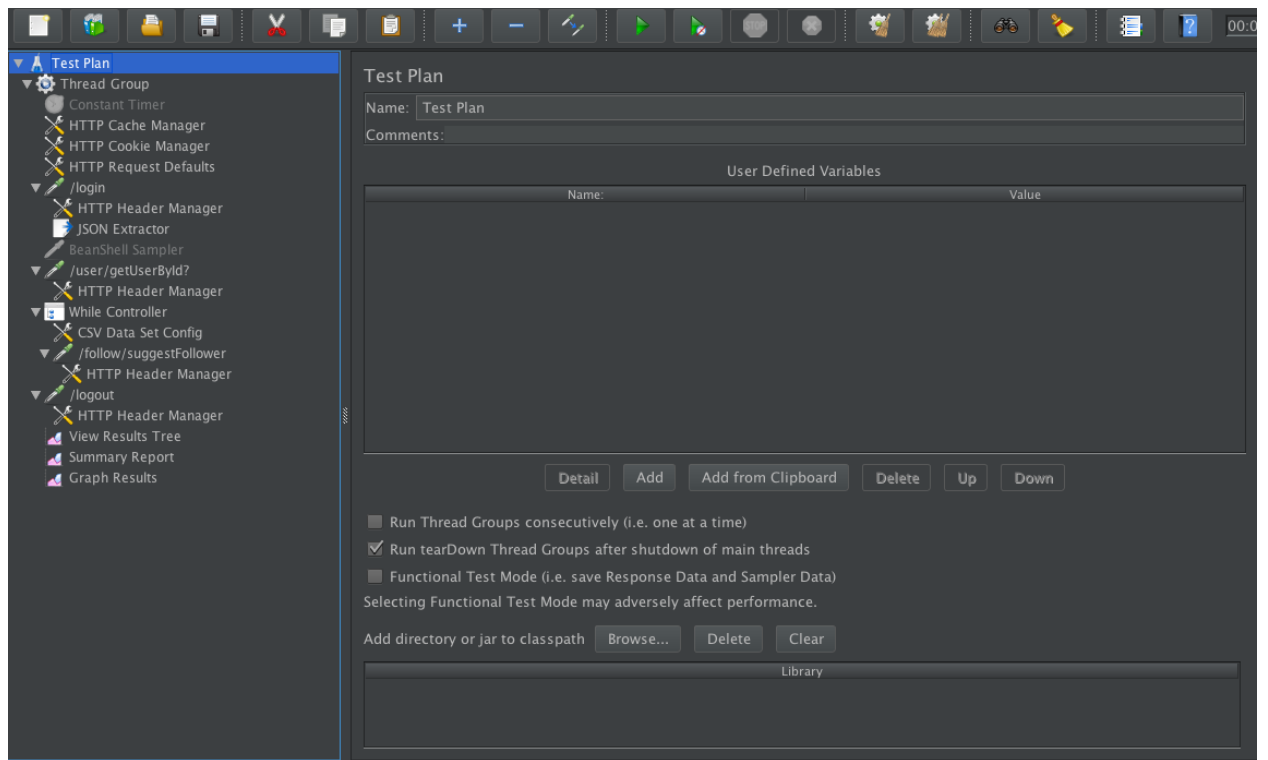 STOP
?
00:0
Test Plan
Thread Group
Constant Timer
HTTP Cache Manager
HTTP Cookie Manager
HTTP Request Defaults
/login
HTTP Header Manager
JSON Extractor
BeanShell Sampler
/user/getUserById?
HTTP Header Manager
While Controller
CSV Data Set Config
/follow/suggestFollower
HTTP Header Manager
/logout
HTTP Header Manager
View Results Tree
Summary Report
Graph Results
Test Plan
Name: Test Plan
Comments:
User Defined Variables
Name: Value
Detail Add Add from Clipboard Delete Up Down
Run Thread Groups consecutively (i.e. one at a time)
Run tearDown Thread Groups after shutdown of main threads
Functional Test Mode (i.e. save Response Data and Sampler Data)
Selecting Functional Test Mode may adversely affect performance.
Add directory or jar to classpath Browse... Delete Clear
Library